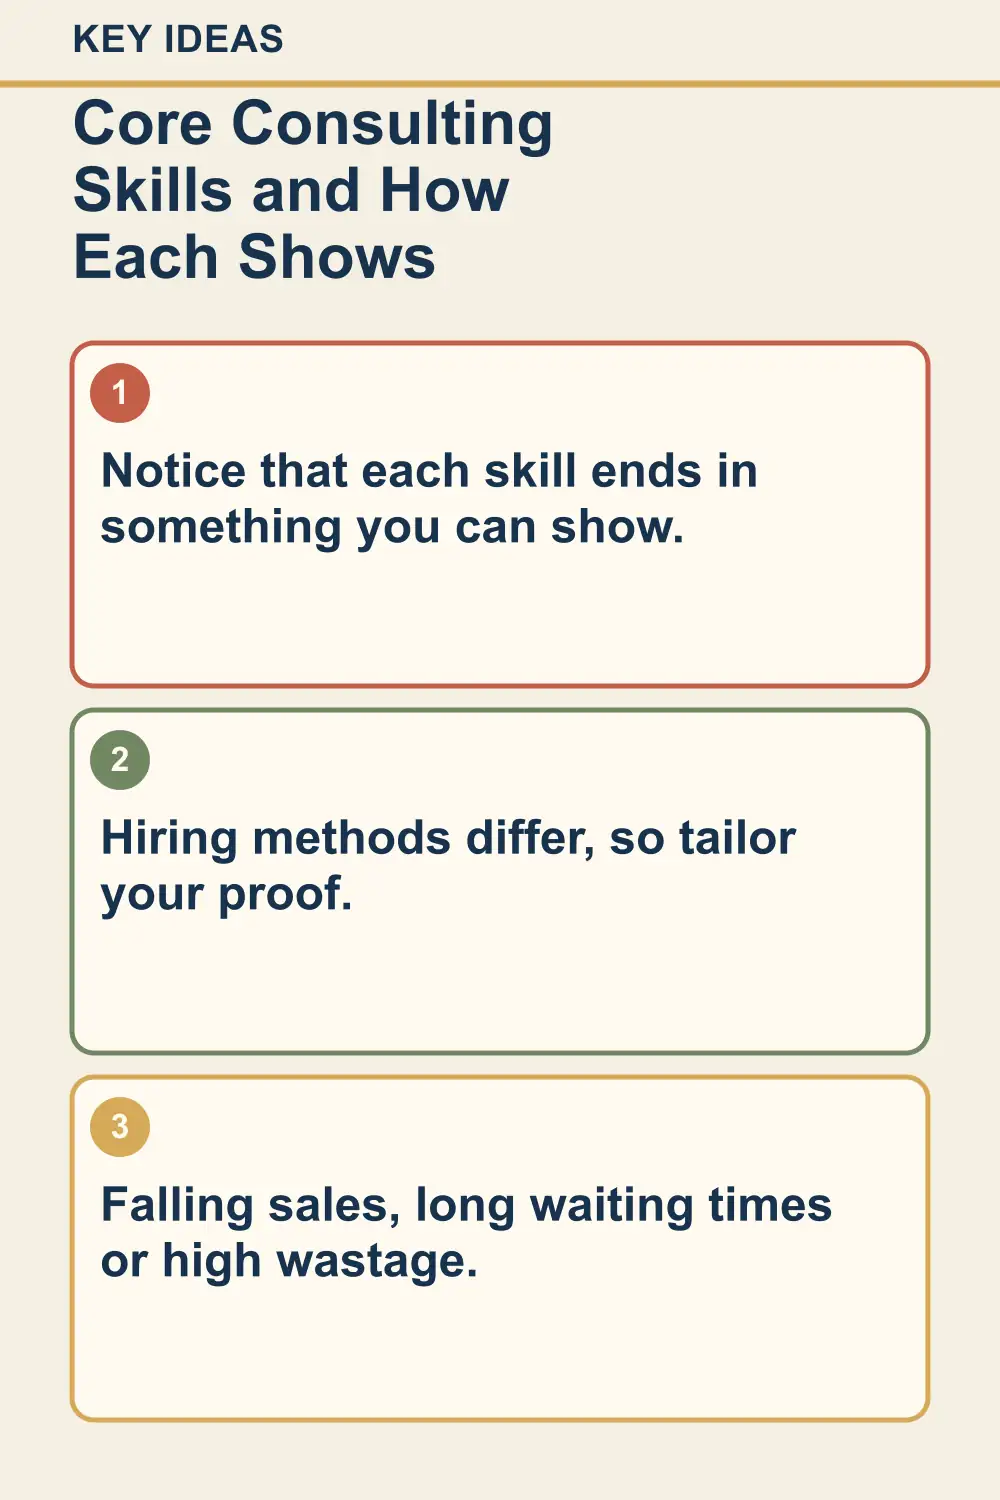 KEY IDEAS
Core Consulting
Skills and How
Each Shows
1
Notice that each skill ends in
something you can show.
2
Hiring methods differ, so tailor
your proof.
3
Falling sales, long waiting times
or high wastage.